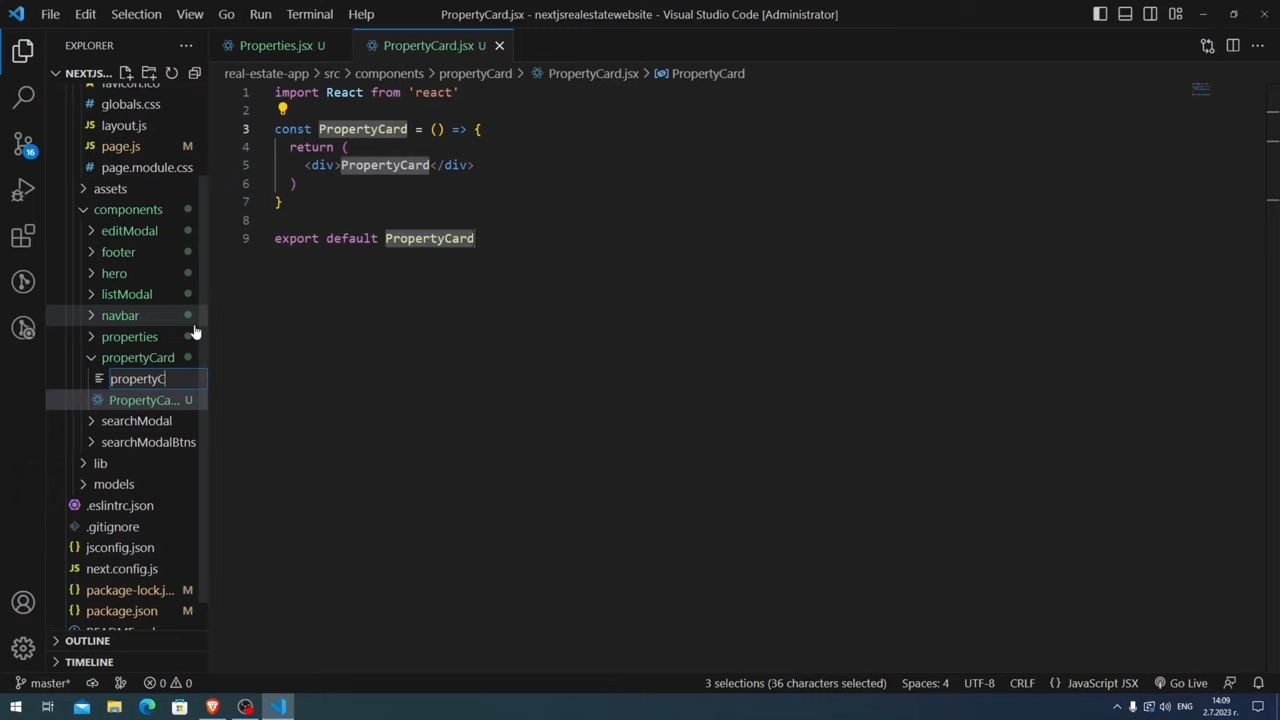 File Edit Selection View Go Run Terminal Help
PropertyCard.jsx - nextjsrealestatewebsite - Visual Studio Code [Administrator]
EXPLORER
NEXTJS...
favicon.ico
globals.css
layout.js
page.js M
page.module.css
assets
components
editModal
footer
hero
listModal
navbar
properties
propertyCard
propertyC
PropertyCa... U
searchModal
searchModalBtns
lib
models
.eslintrc.json
.gitignore
jsconfig.json
next.config.js
package-lock.j... M
package.json M
OUTLINE
TIMELINE
16
Properties.jsx U
PropertyCard.jsx U
real-estate-app > src > components > propertyCard > PropertyCard.jsx > PropertyCard
1 import React from 'react'
2
3 const PropertyCard = () => {
4 return (
5 <div>PropertyCard</div>
6 )
7 }
8
9 export default PropertyCard
master* 0 0
3 selections (36 characters selected) Spaces: 4 UTF-8 CRLF {} JavaScript JSX Go Live
ENG
14:09
2.7.2023 г.